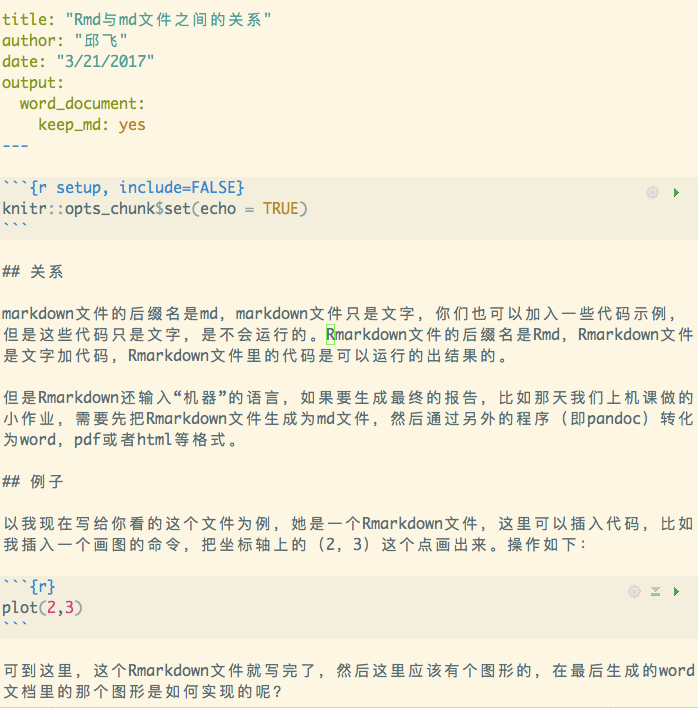 title: "Rmd与md文件之间的关系"
author: "邱飞"
date: "3/21/2017"
output:
  word_document:
    keep_md: yes
---
```{r setup, include=FALSE}
knitr::opts_chunk$set(echo = TRUE)
```
## 关系
markdown文件的后缀名是md，markdown文件只是文字，你们也可以加入一些代码示例，
但是这些代码只是文字，是不会运行的。Rmarkdown文件的后缀名是Rmd，Rmarkdown文件
是文字加代码，Rmarkdown文件里的代码是可以运行的出结果的。
但是Rmarkdown还输入“机器”的语言，如果要生成最终的报告，比如那天我们上机课做的
小作业，需要先把Rmarkdown文件生成为md文件，然后通过另外的程序（即pandoc）转化
为word，pdf或者html等格式。
## 例子
以我现在写给你看的这个文件为例，她是一个Rmarkdown文件，这里可以插入代码，比如
我插入一个画图的命令，把坐标轴上的（2，3）这个点画出来。操作如下：
```{r}
plot(2,3)
```
可到这里，这个Rmarkdown文件就写完了，然后这里应该有个图形的，在最后生成的word
文档里的那个图形是如何实现的呢？